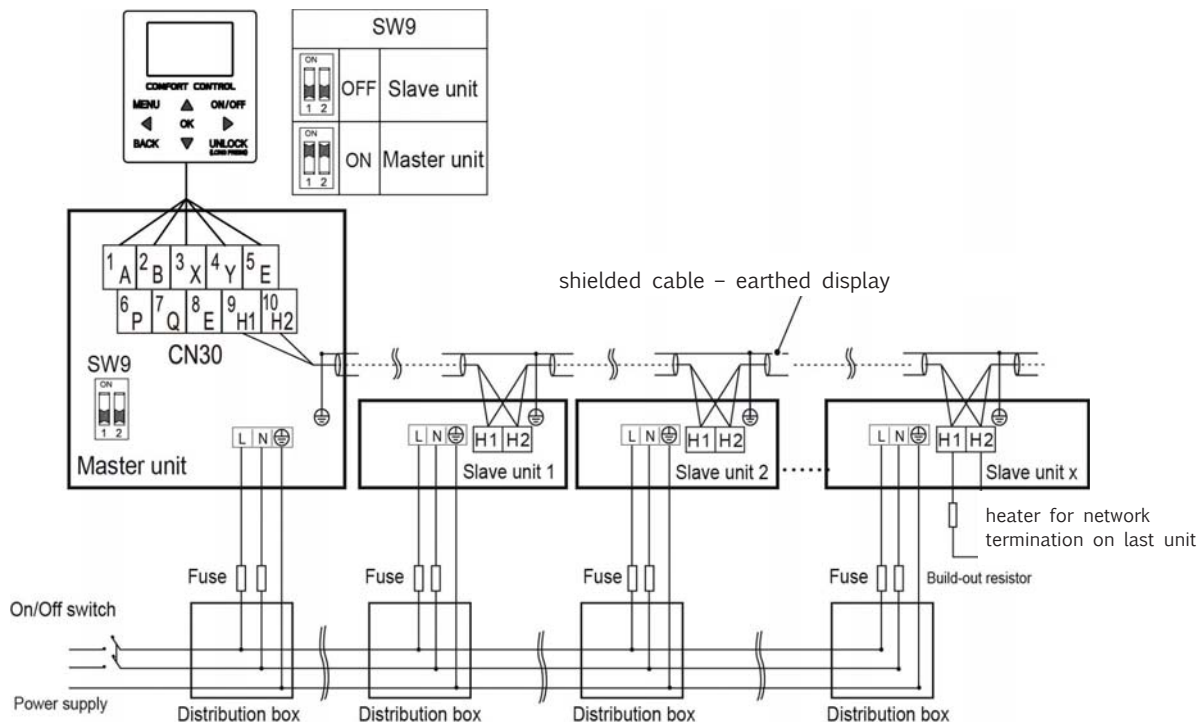 COMFORT CONTROL
MENU ON/OFF
OK
BACK UNLOCK
(LONG PRESS)
SW9
ON
1 2
OFF Slave unit
ON
1 2
ON Master unit
1 A 2 B 3 X 4 Y 5 E
6 P 7 Q 8 E 9 H1 10 H2
CN30
SW9
ON
1 2
Master unit
L N
shielded cable – earthed display
L N H1 H2
Slave unit 1
L N H1 H2
Slave unit 2
L N H1 H2
Slave unit x
heater for network
termination on last unit
Build-out resistor
Fuse
Fuse
Fuse
Fuse
On/Off switch
Power supply
Distribution box
Distribution box
Distribution box
Distribution box